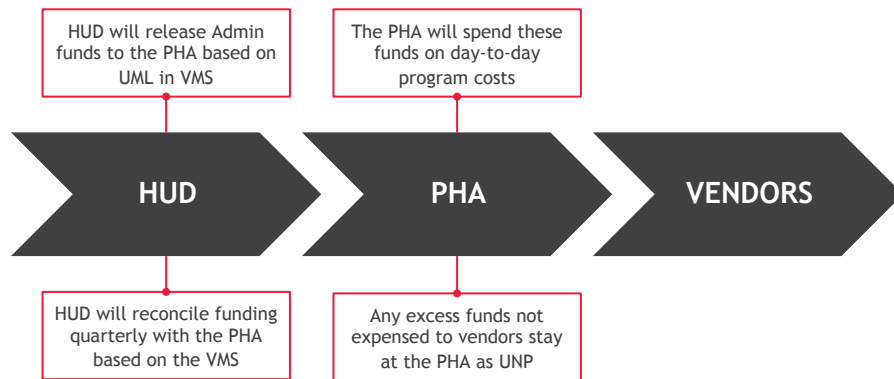 HUD will release Admin
funds to the PHA based on
UML in VMS
The PHA will spend these
funds on day-to-day
program costs
HUD
PHA
VENDORS
HUD will reconcile funding
quarterly with the PHA
based on the VMS
Any excess funds not
expensed to vendors stay
at the PHA as UNP